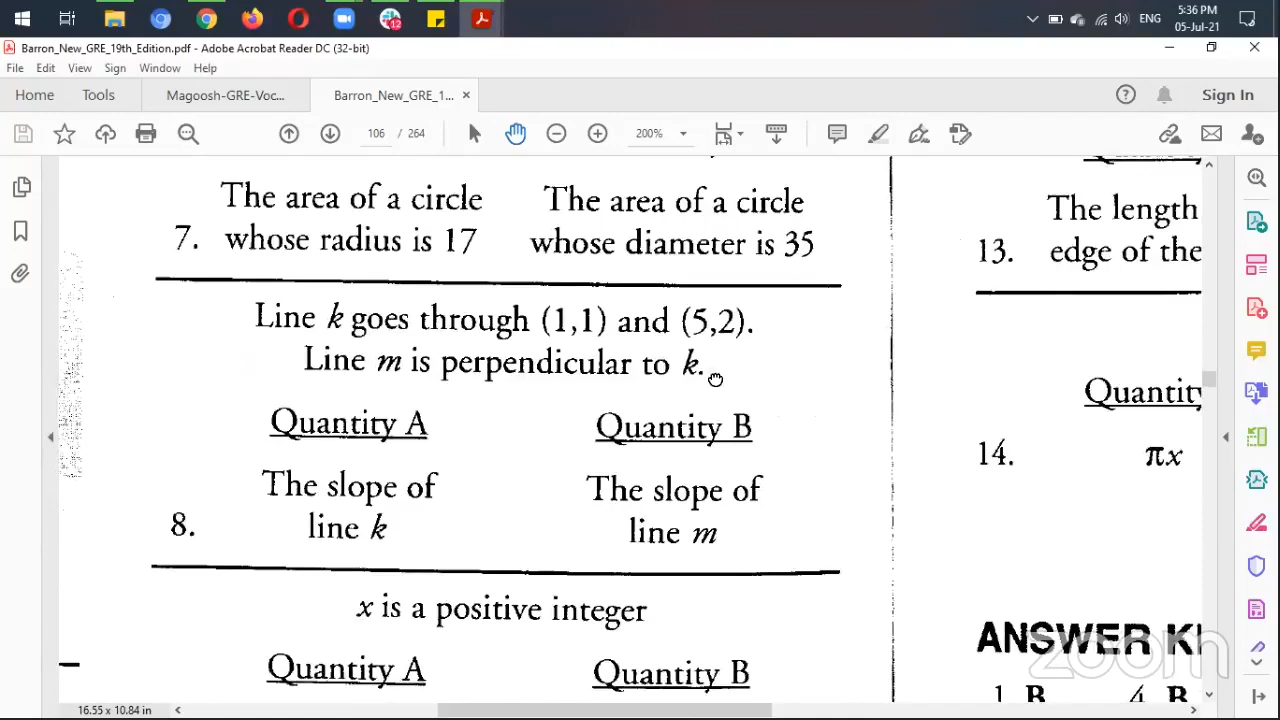 5:36 PM
ENG
05-Jul-21
12
Barron_New_GRE_19th_Edition.pdf - Adobe Acrobat Reader DC (32-bit)
File Edit View Sign Window Help
Home Tools Magoosh-GRE-Voc... Barron_New_GRE_1... × Sign In
106 / 264 200%
The area of a circle The area of a circle
7. whose radius is 17 whose diameter is 35
Line k goes through (1,1) and (5,2).
Line m is perpendicular to k.
Quantity A Quantity B
The slope of The slope of
8. line k line m
x is a positive integer
Quantity A Quantity B
The length
13. edge of the
Quantity
14. πx
ANSWER K
zoom
1. B 4. B
16.55 x 10.84 in